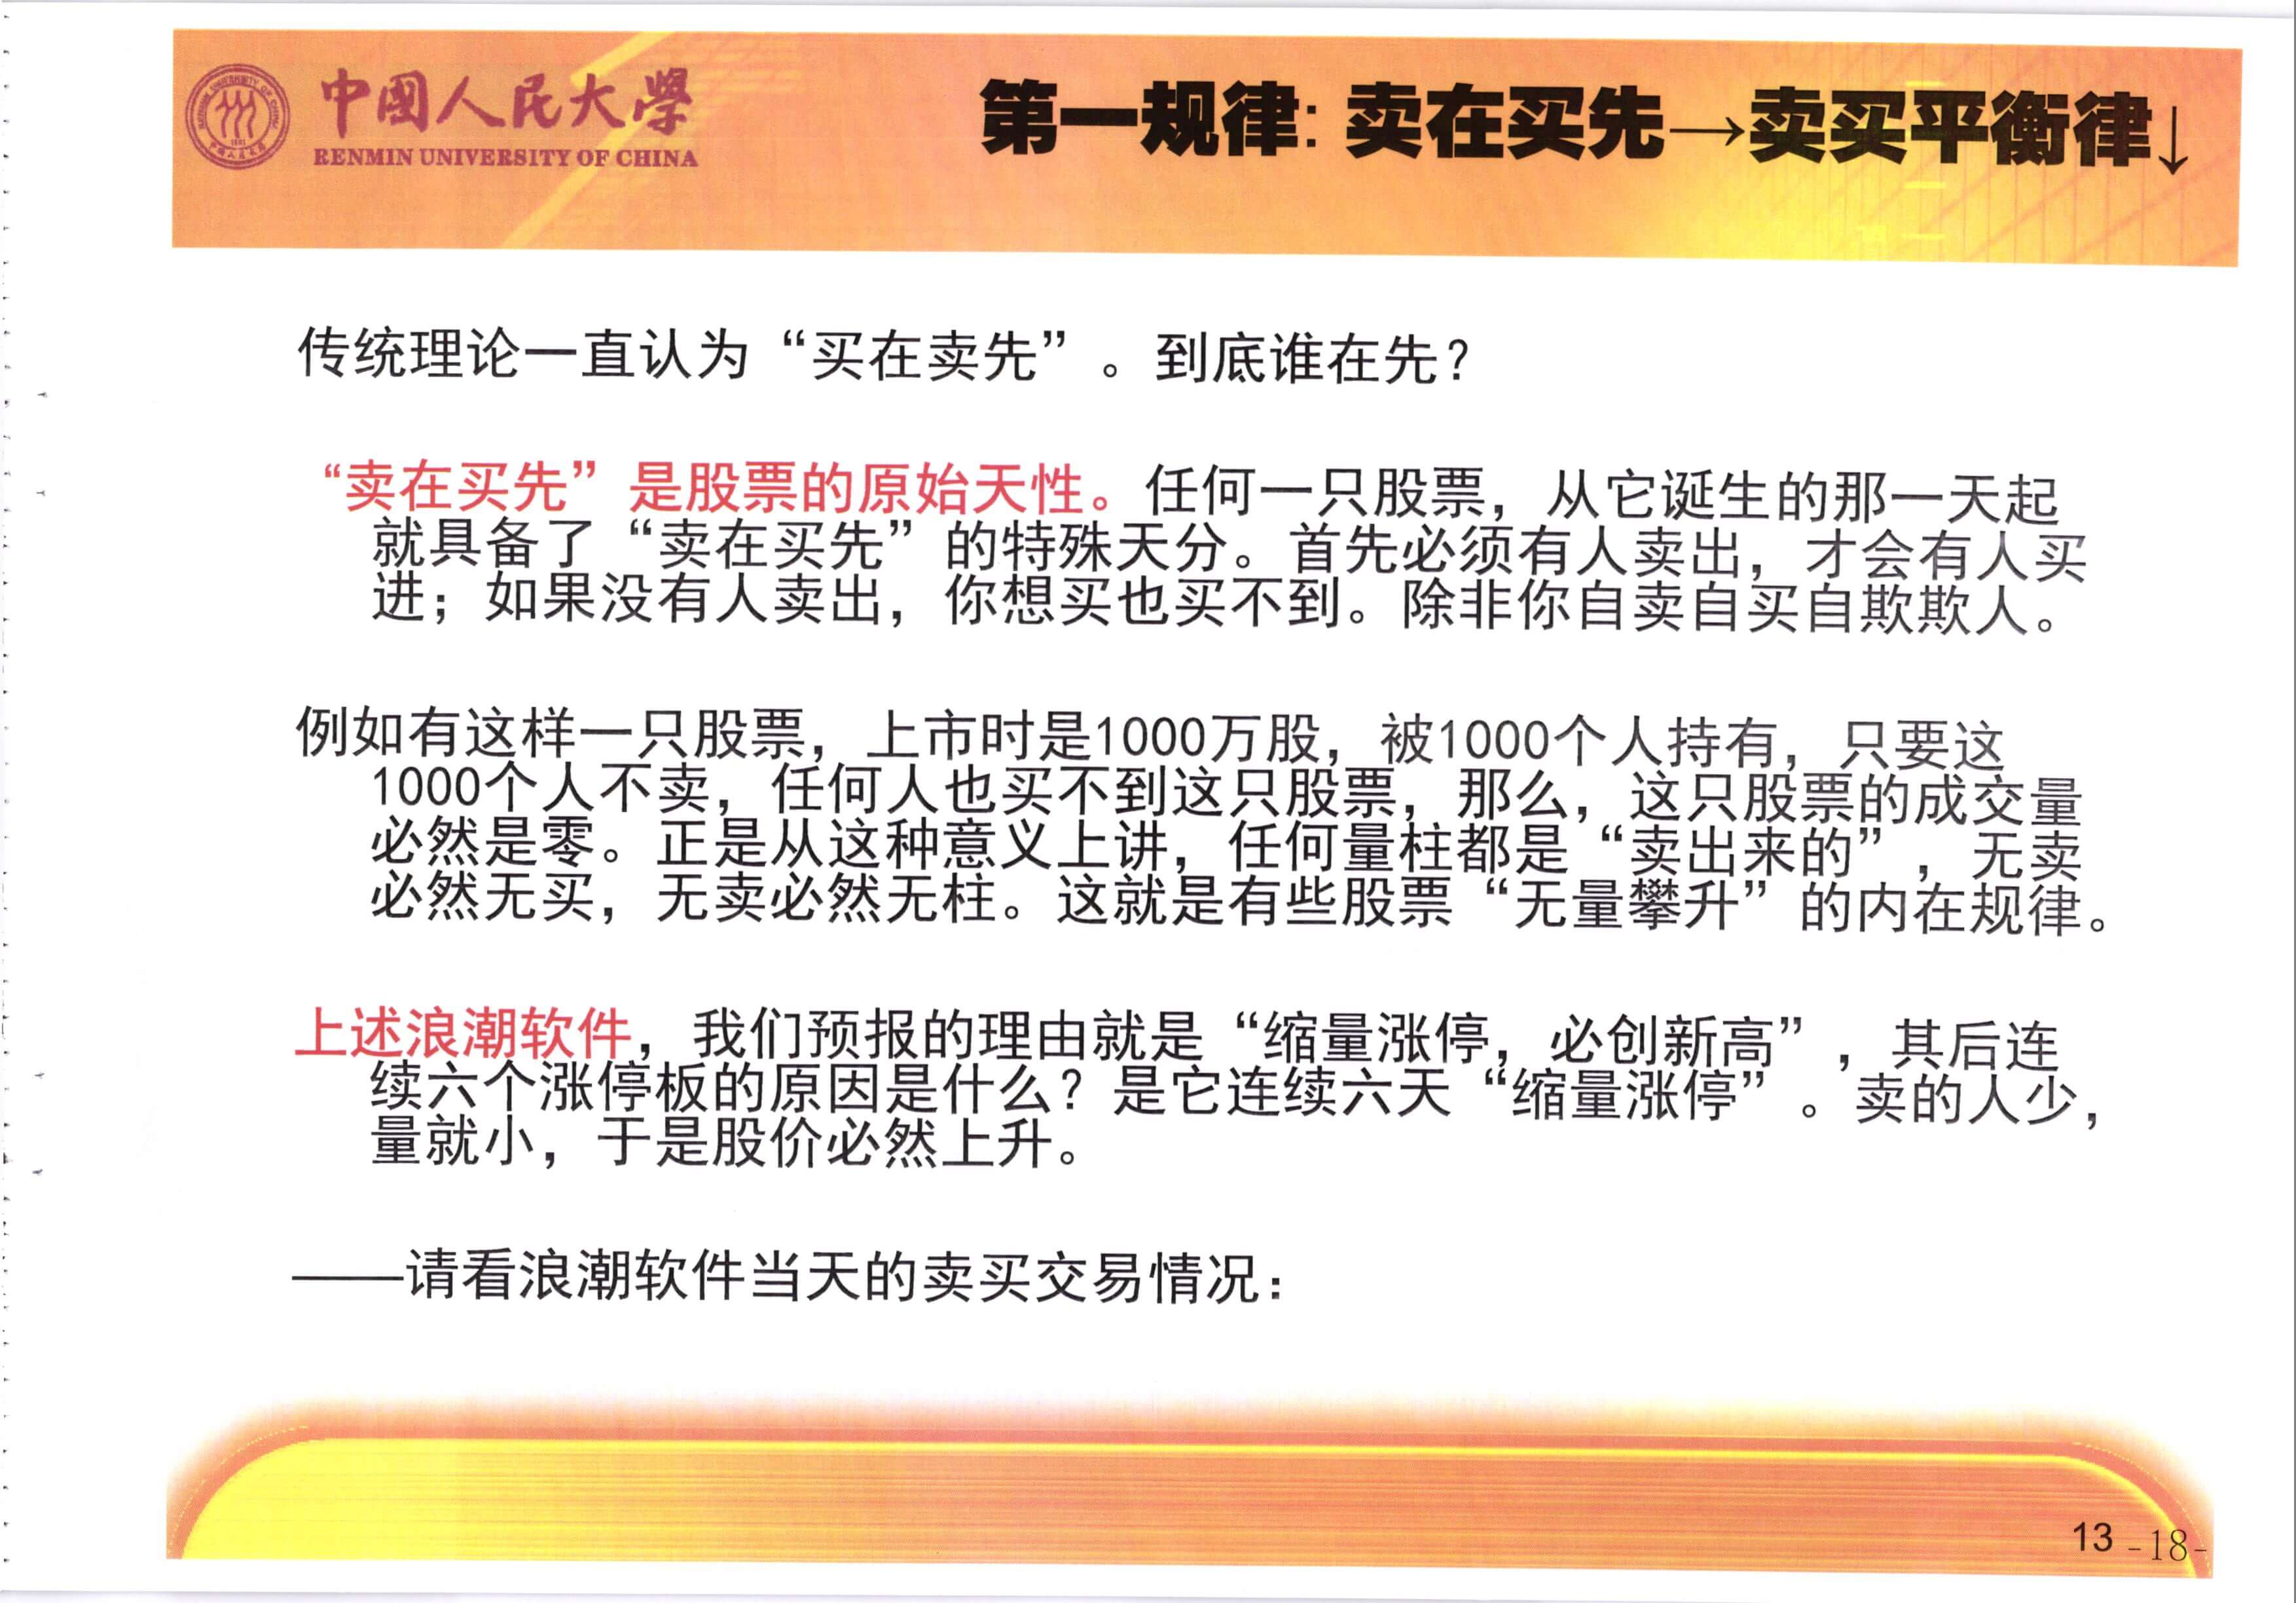 中國人民大學
RENMIN UNIVERSITY OF CHINA
第一规律: 卖在买先→卖买平衡律↓
传统理论一直认为“买在卖先”。到底谁在先?
“卖在买先”是股票的原始天性。任何一只股票，从它诞生的那一天起
就具备了“卖在买先”的特殊天分。首先必须有人卖出，才会有人买
进；如果没有人卖出，你想买也买不到。除非你自卖自买自欺欺人。
例如有这样一只股票，上市时是1000万股，被1000个人持有，只要这
1000个人不卖，任何人也买不到这只股票，那么，这只股票的成交量
必然是零。正是从这种意义上讲，任何量柱都是“卖出来的”，无卖
必然无买，无卖必然无柱。这就是有些股票“无量攀升”的内在规律。
上述浪潮软件，我们预报的理由就是“缩量涨停，必创新高”，其后连
续六个涨停板的原因是什么？是它连续六天“缩量涨停”。卖的人少，
量就小，于是股价必然上升。
——请看浪潮软件当天的卖买交易情况：
13 -18-